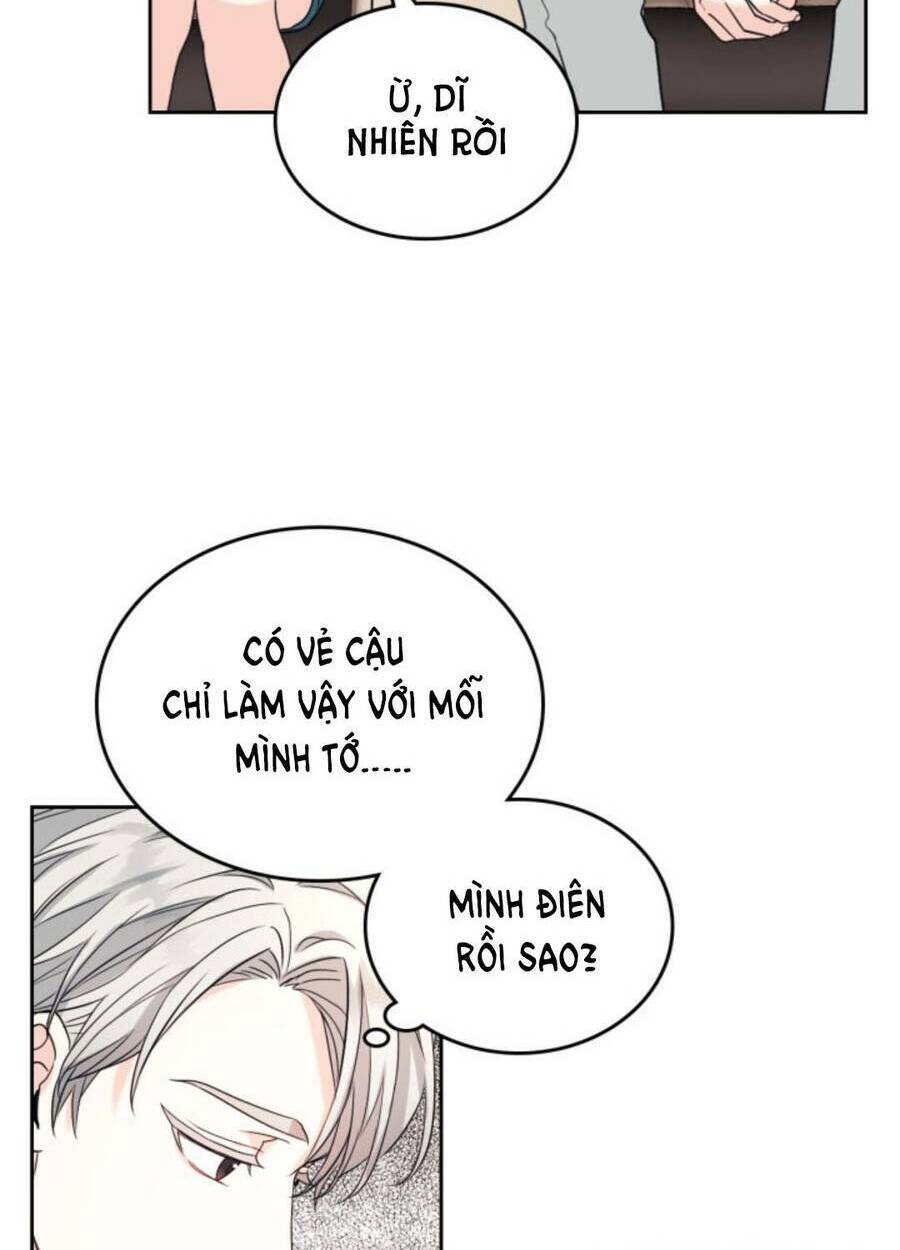 Ừ, DĨ
NHIÊN RỒI
CÓ VẺ CẬU
CHỈ LÀM VẬY VỚI MỖI
MÌNH TỚ.....
MÌNH ĐIÊN
RỒI SAO?